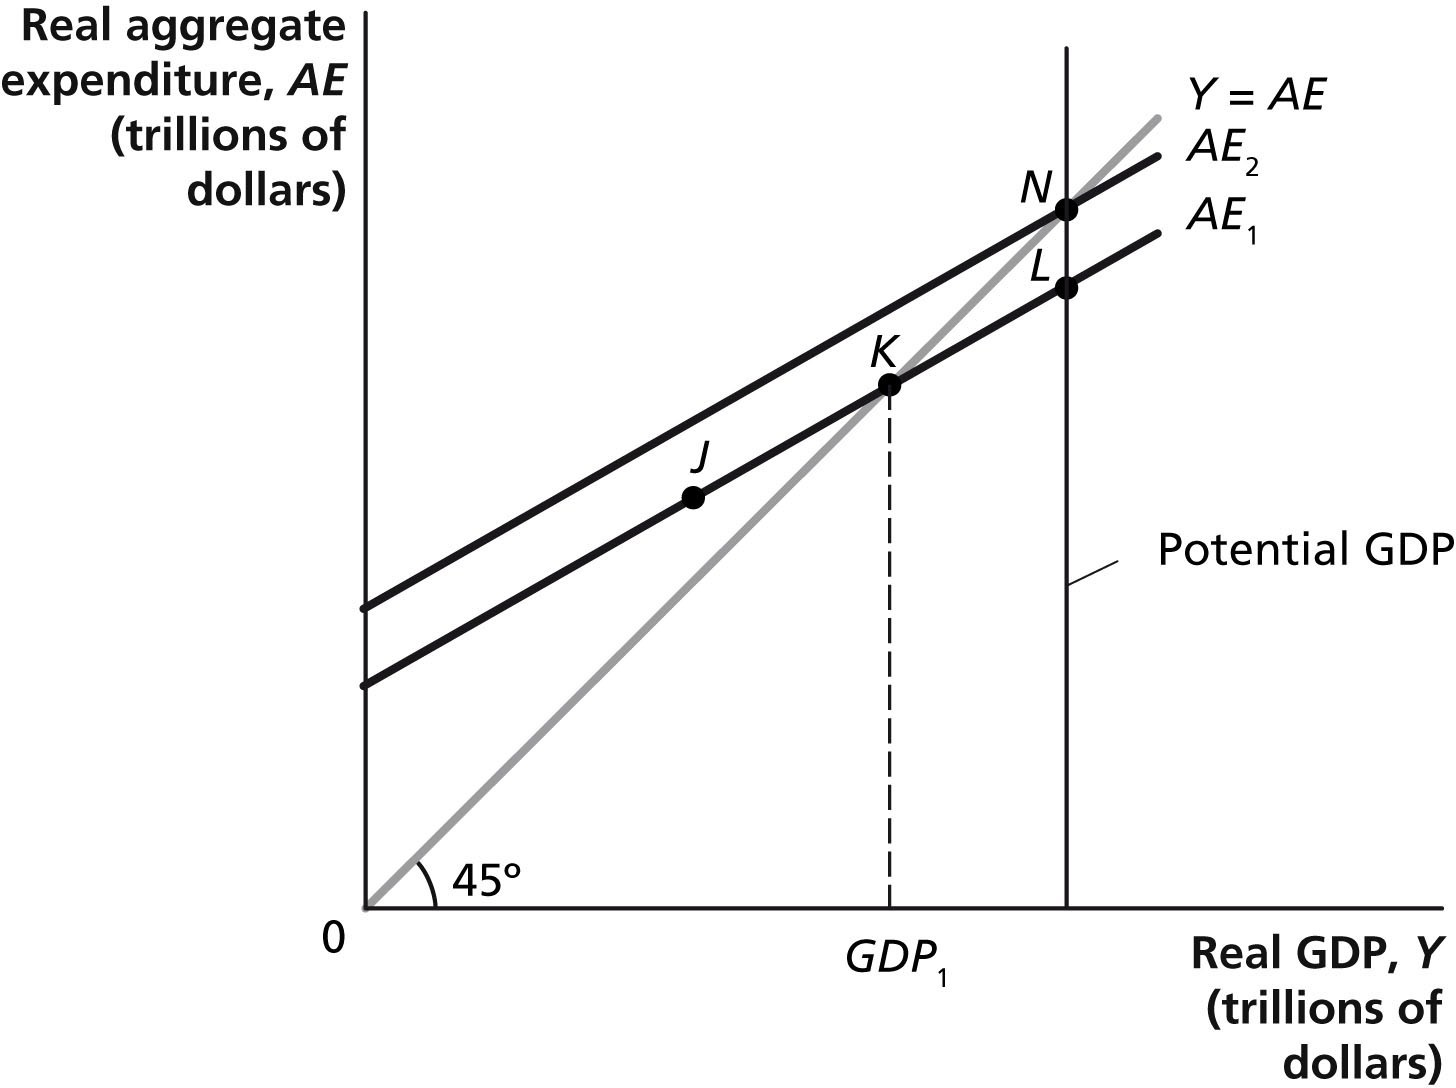 Real aggregate
expenditure, AE
(trillions of
dollars)
Y = AE
AE₂
AE₁
N
L
K
J
Potential GDP
45°
0
GDP₁
Real GDP, Y
(trillions of
dollars)